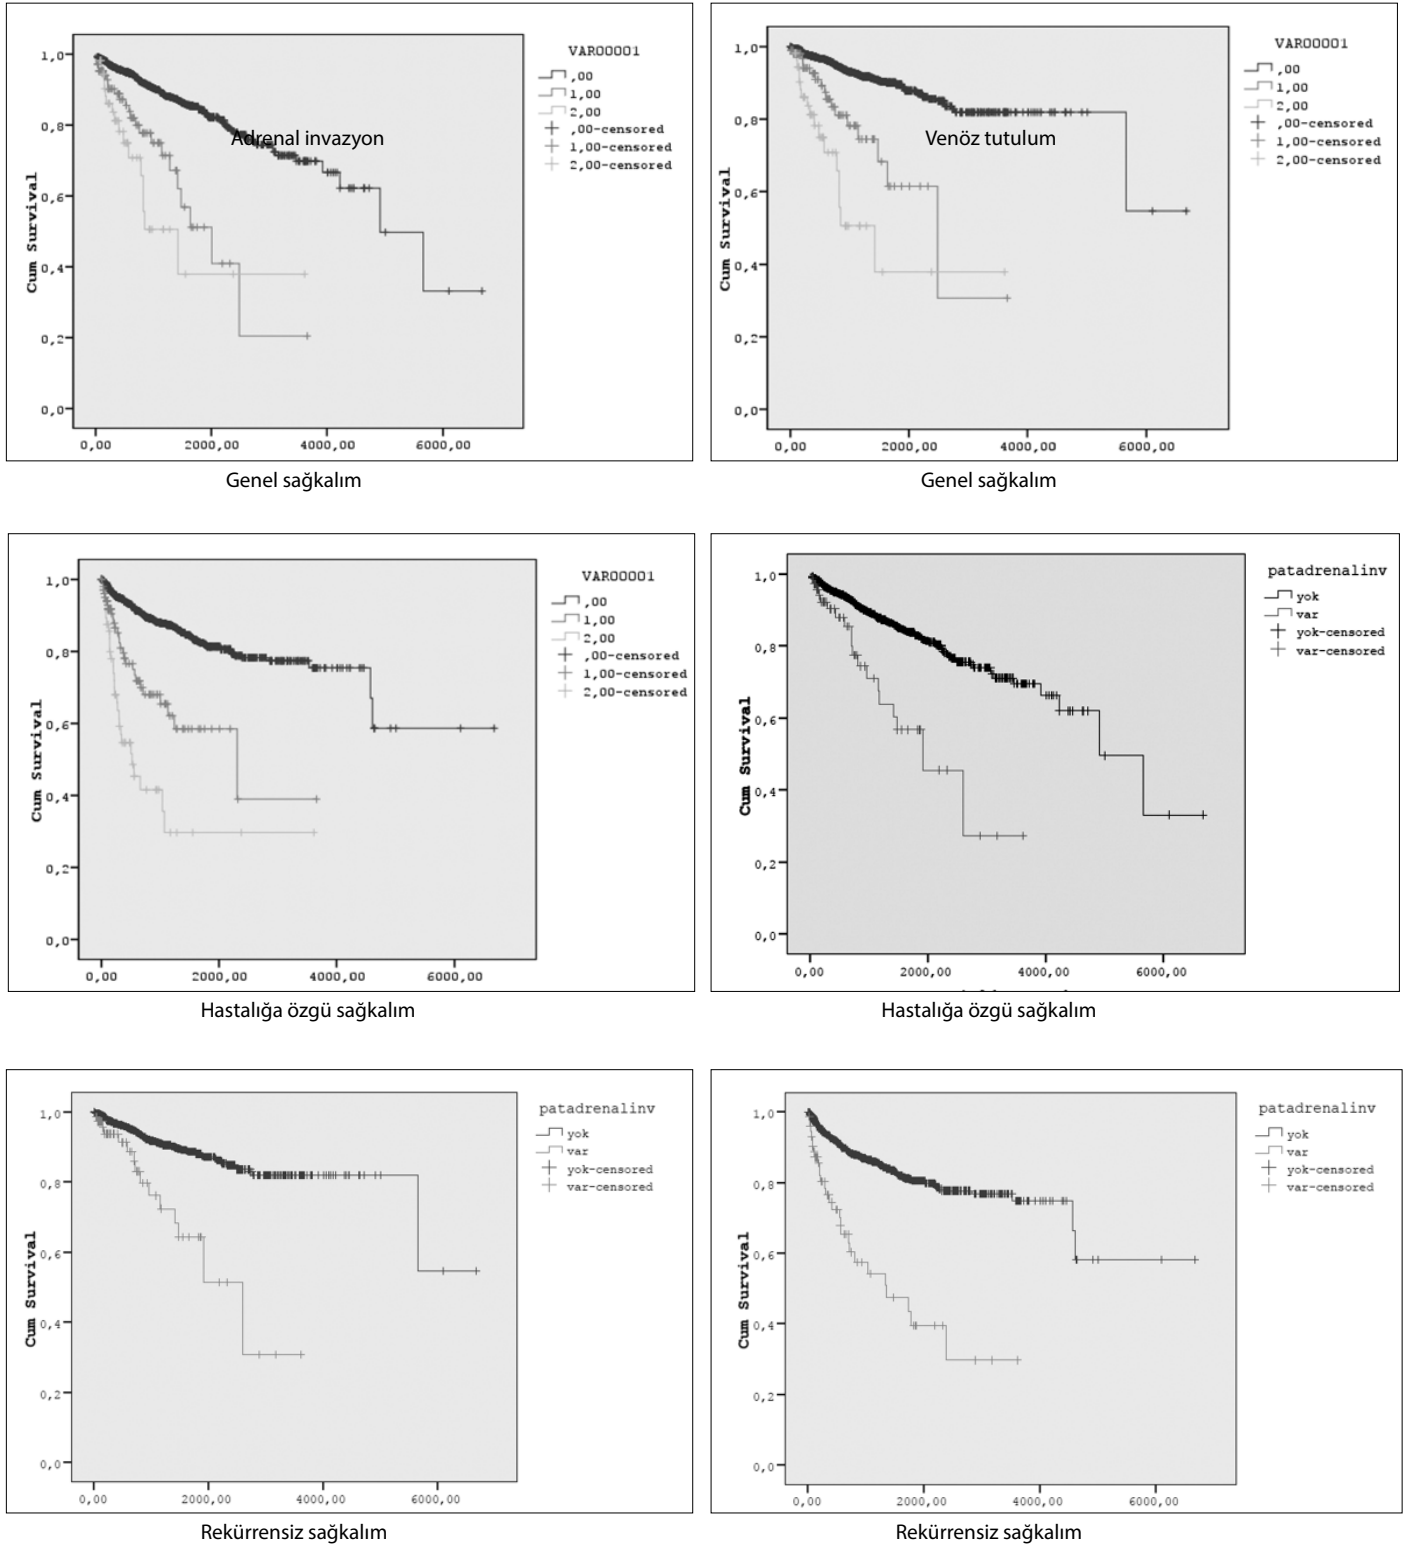 VAR00001
,00
1,00
2,00
,00-censored
1,00-censored
2,00-censored
Adrenal invazyon
Cum Survival
1,0
0,8
0,6
0,4
0,2
0,0
0,00 2000,00 4000,00 6000,00
Genel sağkalım
VAR00001
,00
1,00
2,00
,00-censored
1,00-censored
2,00-censored
Venöz tutulum
Cum Survival
1,0
0,8
0,6
0,4
0,2
0,0
0,00 2000,00 4000,00 6000,00
Genel sağkalım
VAR00001
,00
1,00
2,00
,00-censored
1,00-censored
2,00-censored
Cum Survival
1,0
0,8
0,6
0,4
0,2
0,0
0,00 2000,00 4000,00 6000,00
Hastalığa özgü sağkalım
patadrenalinv
yok
var
yok-censored
var-censored
Cum Survival
1,0
0,8
0,6
0,4
0,2
0,0
0,00 2000,00 4000,00 6000,00
Hastalığa özgü sağkalım
patadrenalinv
yok
var
yok-censored
var-censored
Cum Survival
1,0
0,8
0,6
0,4
0,2
0,0
0,00 2000,00 4000,00 6000,00
Rekürrensiz sağkalım
patadrenalinv
yok
var
yok-censored
var-censored
Cum Survival
1,0
0,8
0,6
0,4
0,2
0,0
0,00 2000,00 4000,00 6000,00
Rekürrensiz sağkalım